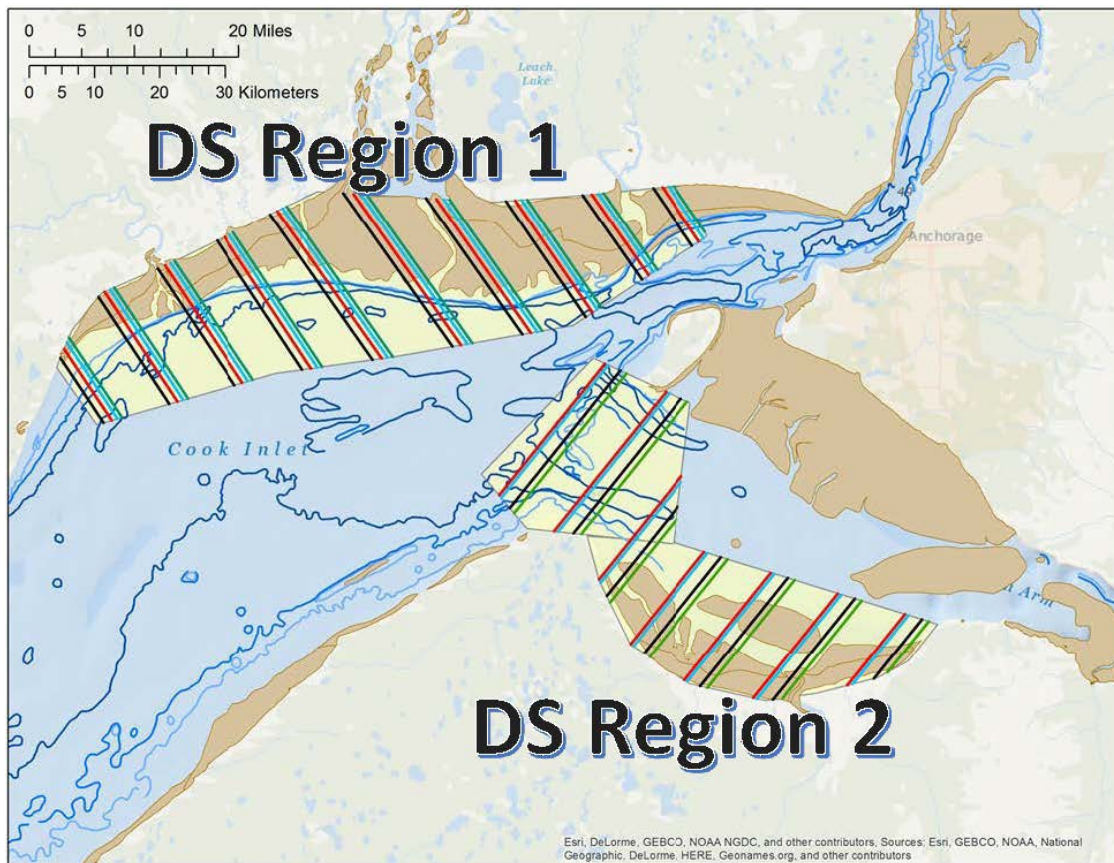 0 5 10 20 Miles
0 5 10 20 30 Kilometers
Leach
Lake
DS Region 1
Anchorage
Cook Inlet
Arm
DS Region 2
Esri, DeLorme, GEBCO, NOAA NGDC, and other contributors, Sources: Esri, GEBCO, NOAA, National
Geographic, DeLorme, HERE, Geonames.org, and other contributors